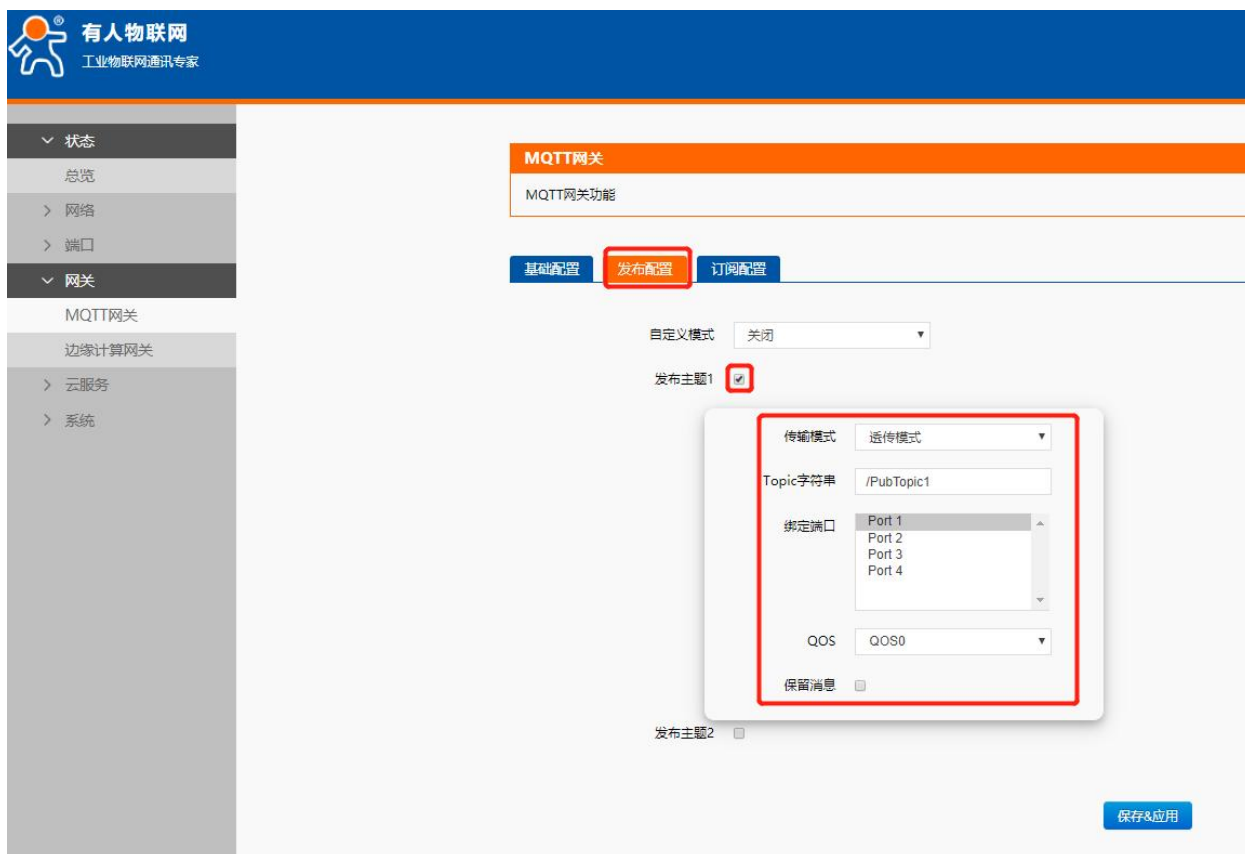 有人物联网
工业物联网通讯专家
状态
总览
网络
端口
网关
MQTT网关
边缘计算网关
云服务
系统
MQTT网关
MQTT网关功能
基础配置 发布配置 订阅配置
自定义模式 关闭
发布主题1
传输模式 透传模式
Topic字符串 /PubTopic1
绑定端口 Port 1
Port 2
Port 3
Port 4
QOS QOS0
保留消息
发布主题2
保存&应用